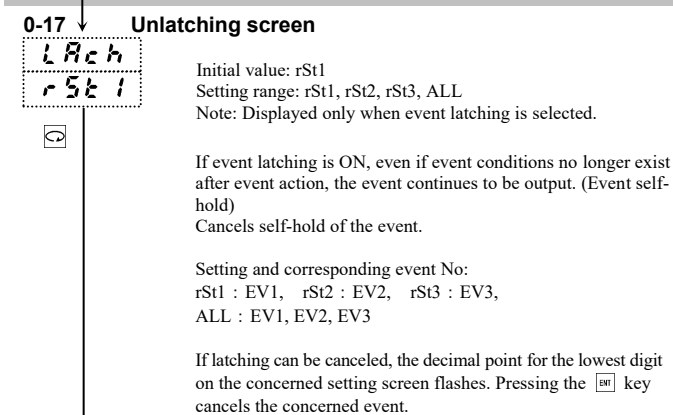 0-17 Unlatching screen
LAch
rSt1
Initial value: rSt1
Setting range: rSt1, rSt2, rSt3, ALL
Note: Displayed only when event latching is selected.
If event latching is ON, even if event conditions no longer exist
after event action, the event continues to be output. (Event self-
hold)
Cancels self-hold of the event.
Setting and corresponding event No:
rSt1 : EV1, rSt2 : EV2, rSt3 : EV3,
ALL : EV1, EV2, EV3
If latching can be canceled, the decimal point for the lowest digit
on the concerned setting screen flashes. Pressing the ENT key
cancels the concerned event.